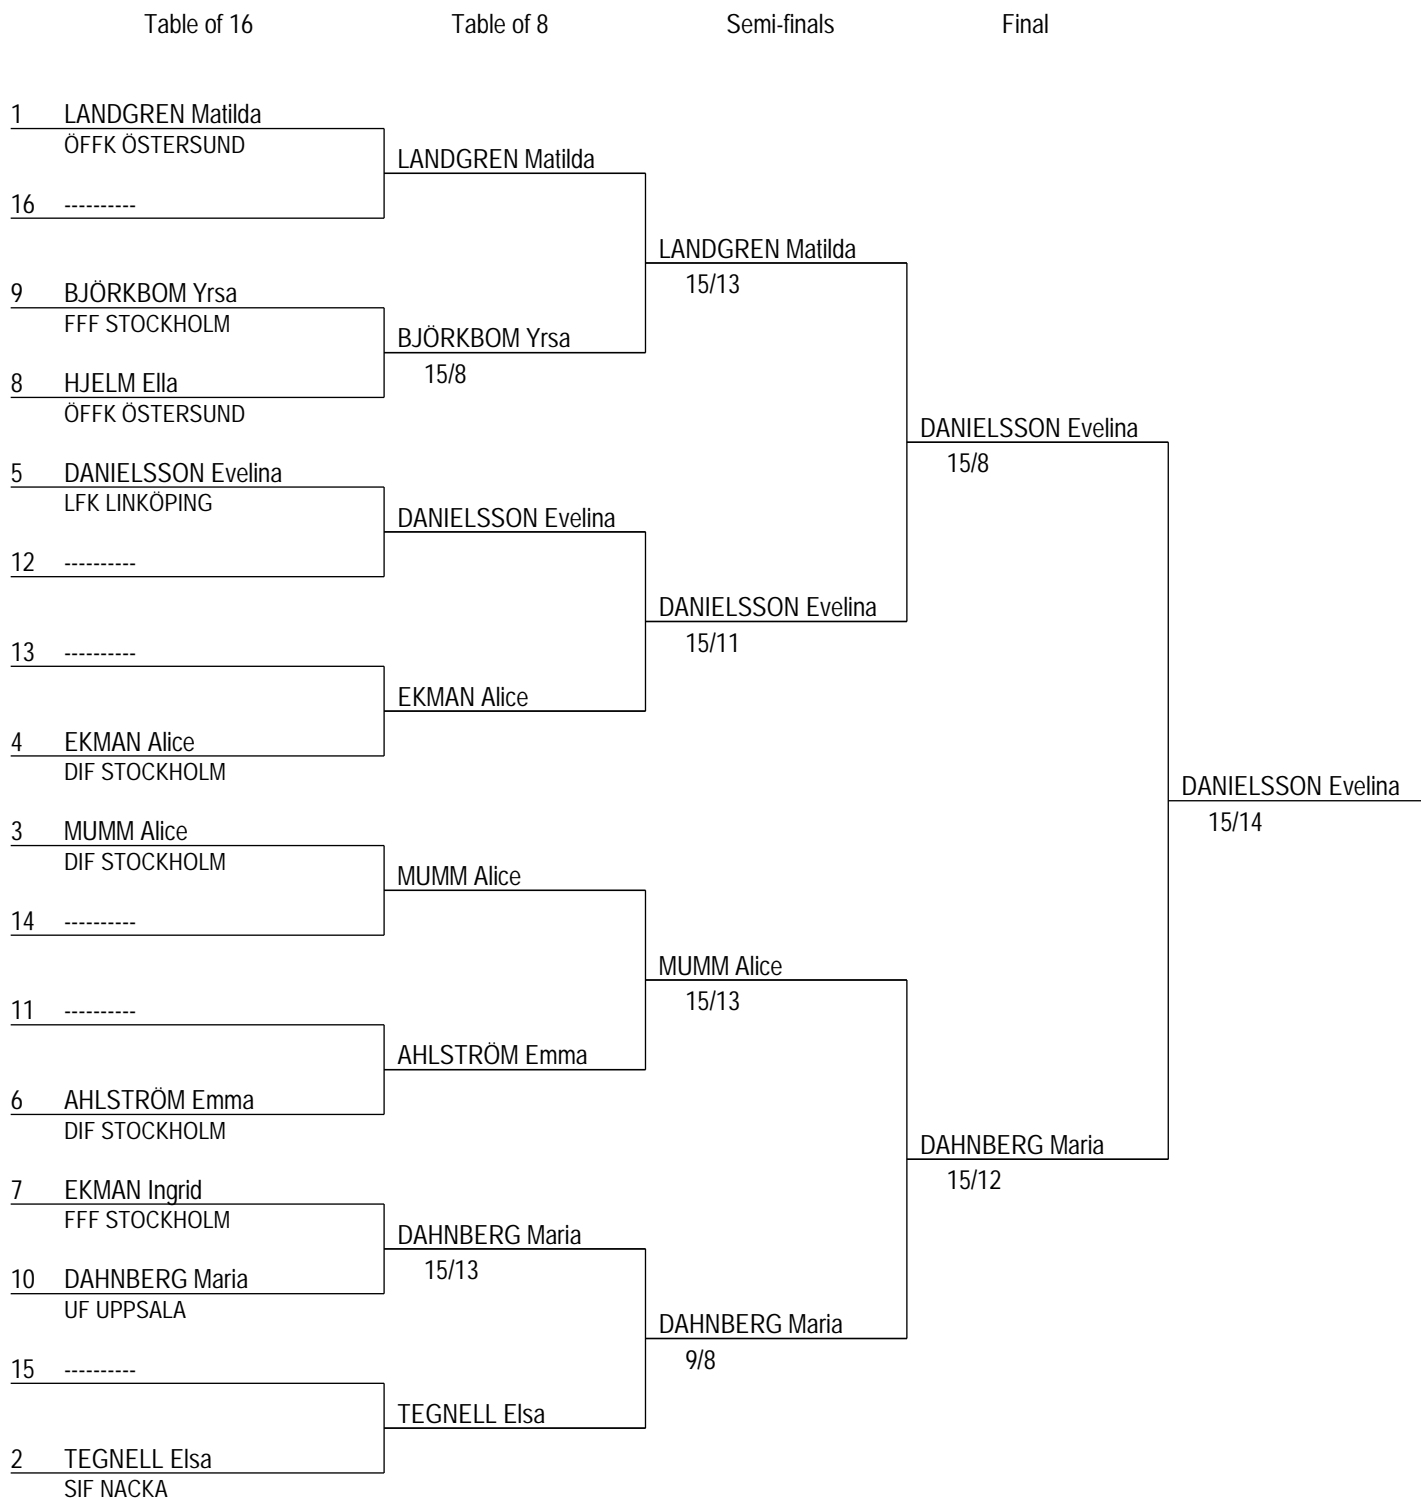 Table of 16 Table of 8 Semi-finals Final
1 LANDGREN Matilda
ÖFFK ÖSTERSUND
LANDGREN Matilda
16 ----------
LANDGREN Matilda
15/13
9 BJÖRKBOM Yrsa
FFF STOCKHOLM
BJÖRKBOM Yrsa
15/8
8 HJELM Ella
ÖFFK ÖSTERSUND
DANIELSSON Evelina
15/8
5 DANIELSSON Evelina
LFK LINKÖPING
DANIELSSON Evelina
12 ----------
DANIELSSON Evelina
15/11
13 ----------
EKMAN Alice
4 EKMAN Alice
DIF STOCKHOLM
DANIELSSON Evelina
15/14
3 MUMM Alice
DIF STOCKHOLM
MUMM Alice
14 ----------
MUMM Alice
15/13
11 ----------
AHLSTRÖM Emma
6 AHLSTRÖM Emma
DIF STOCKHOLM
DAHNBERG Maria
15/12
7 EKMAN Ingrid
FFF STOCKHOLM
DAHNBERG Maria
15/13
10 DAHNBERG Maria
UF UPPSALA
DAHNBERG Maria
9/8
15 ----------
TEGNELL Elsa
2 TEGNELL Elsa
SIF NACKA